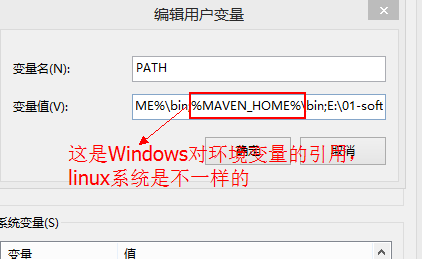 编辑用户变量
变量名(N):
PATH
变量值(V):
ME%\bin;%MAVEN_HOME%\bin;E:\01-soft
这是Windows对环境变量的引用,
linux系统是不一样的
确定
取消
系统变量(S)
变量
值